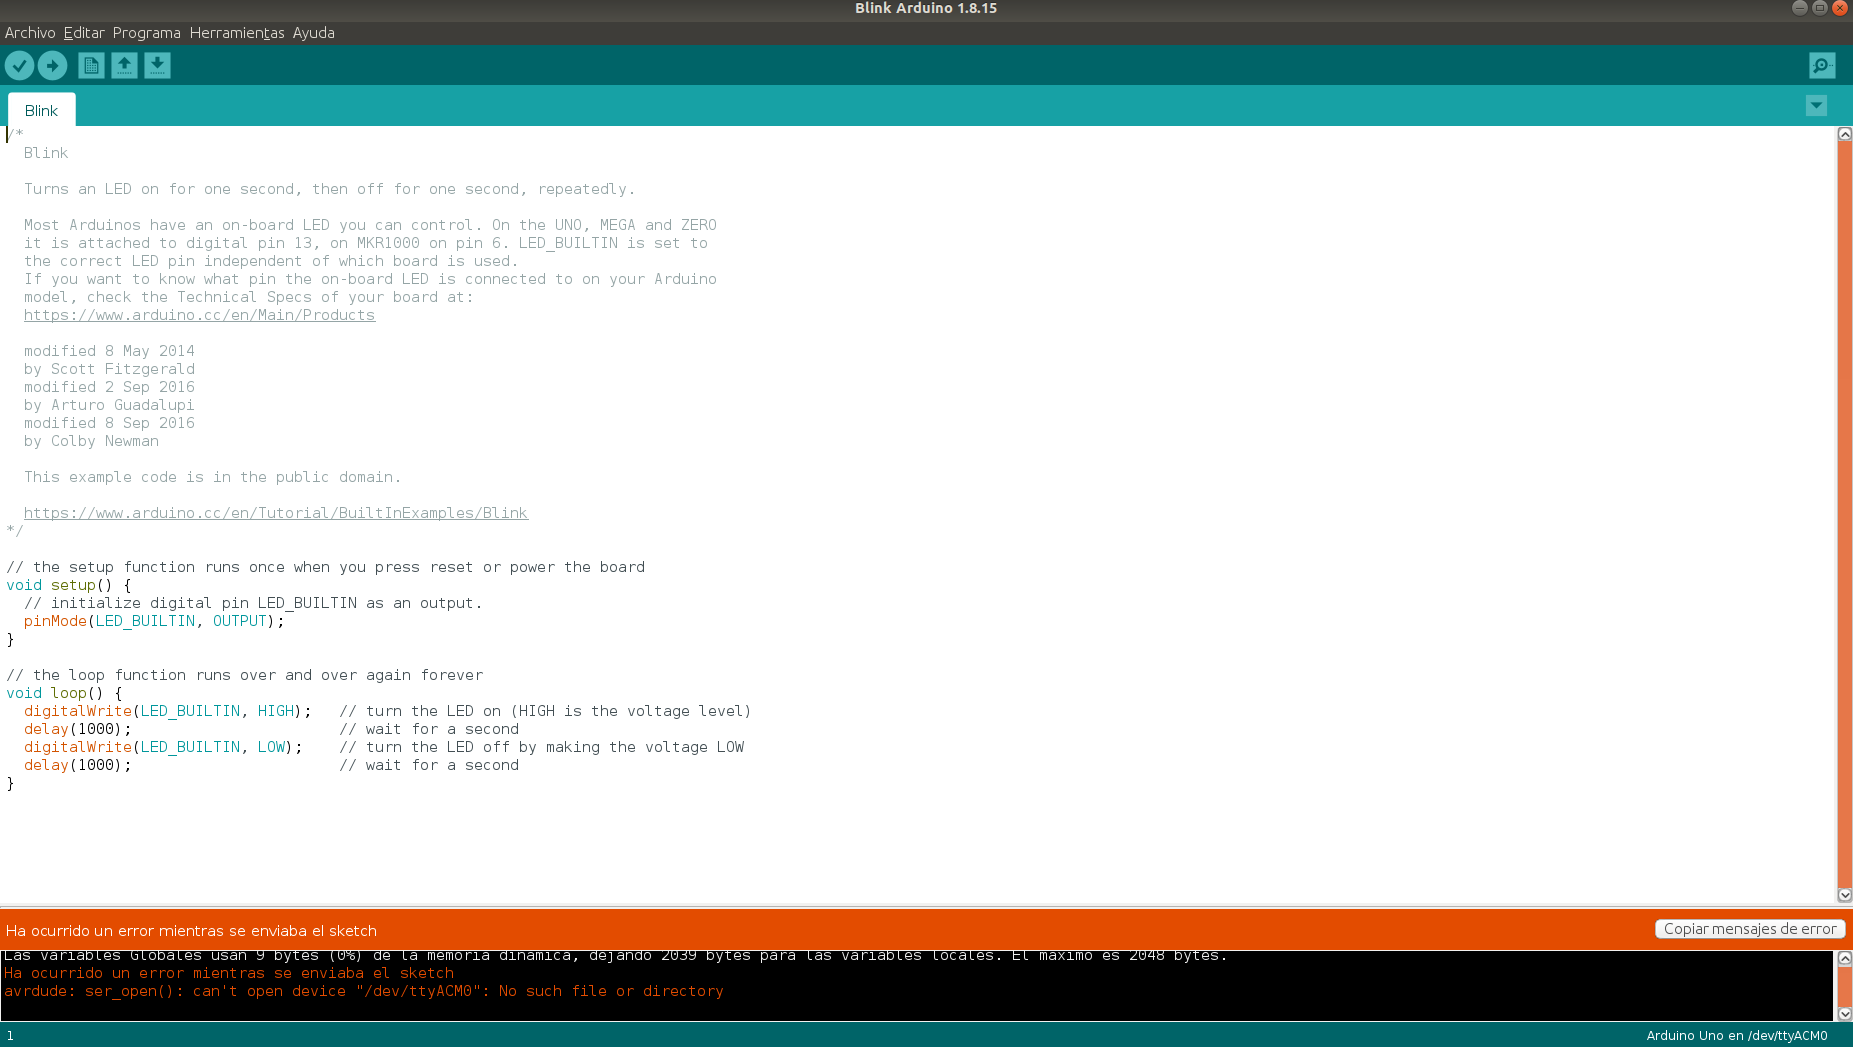 Blink Arduino 1.8.15
Archivo Editar Programa Herramientas Ayuda
Blink
/*
Blink
Turns an LED on for one second, then off for one second, repeatedly.
Most Arduinos have an on-board LED you can control. On the UNO, MEGA and ZERO
it is attached to digital pin 13, on MKR1000 on pin 6. LED_BUILTIN is set to
the correct LED pin independent of which board is used.
If you want to know what pin the on-board LED is connected to on your Arduino
model, check the Technical Specs of your board at:
https://www.arduino.cc/en/Main/Products
modified 8 May 2014
by Scott Fitzgerald
modified 2 Sep 2016
by Arturo Guadalupi
modified 8 Sep 2016
by Colby Newman
This example code is in the public domain.
https://www.arduino.cc/en/Tutorial/BuiltInExamples/Blink
*/
// the setup function runs once when you press reset or power the board
void setup() {
// initialize digital pin LED_BUILTIN as an output.
pinMode(LED_BUILTIN, OUTPUT);
}
// the loop function runs over and over again forever
void loop() {
digitalWrite(LED_BUILTIN, HIGH); // turn the LED on (HIGH is the voltage level)
delay(1000); // wait for a second
digitalWrite(LED_BUILTIN, LOW); // turn the LED off by making the voltage LOW
delay(1000); // wait for a second
}
Ha ocurrido un error mientras se enviaba el sketch
Copiar mensajes de error
Las variables Globales usan 9 bytes (0%) de la memoria dinámica, dejando 2039 bytes para las variables locales. El máximo es 2048 bytes.
Ha ocurrido un error mientras se enviaba el sketch
avrdude: ser_open(): can't open device "/dev/ttyACM0": No such file or directory
1
Arduino Uno en /dev/ttyACM0